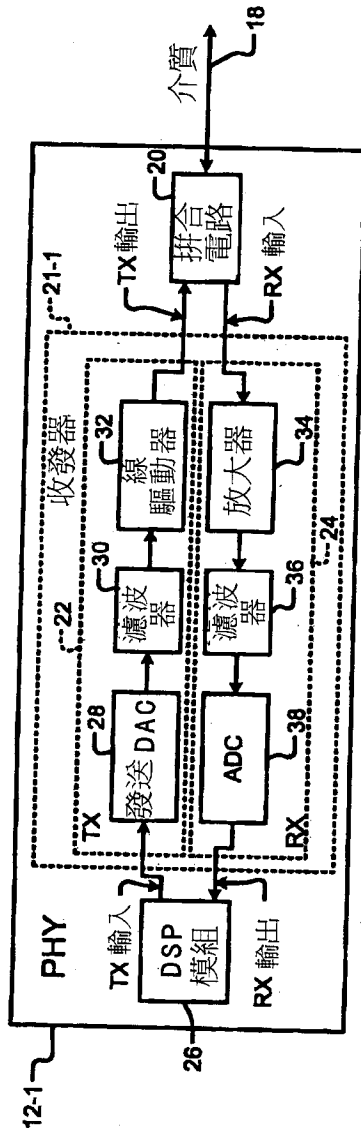 12-1
PHY
收發器
21-1
22
TX
28
發送 DAC
30
濾波
器
32
線
驅動器
TX 輸入
TX 輸出
DSP
模組
26
拼合
電路
20
介質
18
RX 輸出
RX 輸入
RX
ADC
38
濾波
器
36
放大器
34
24